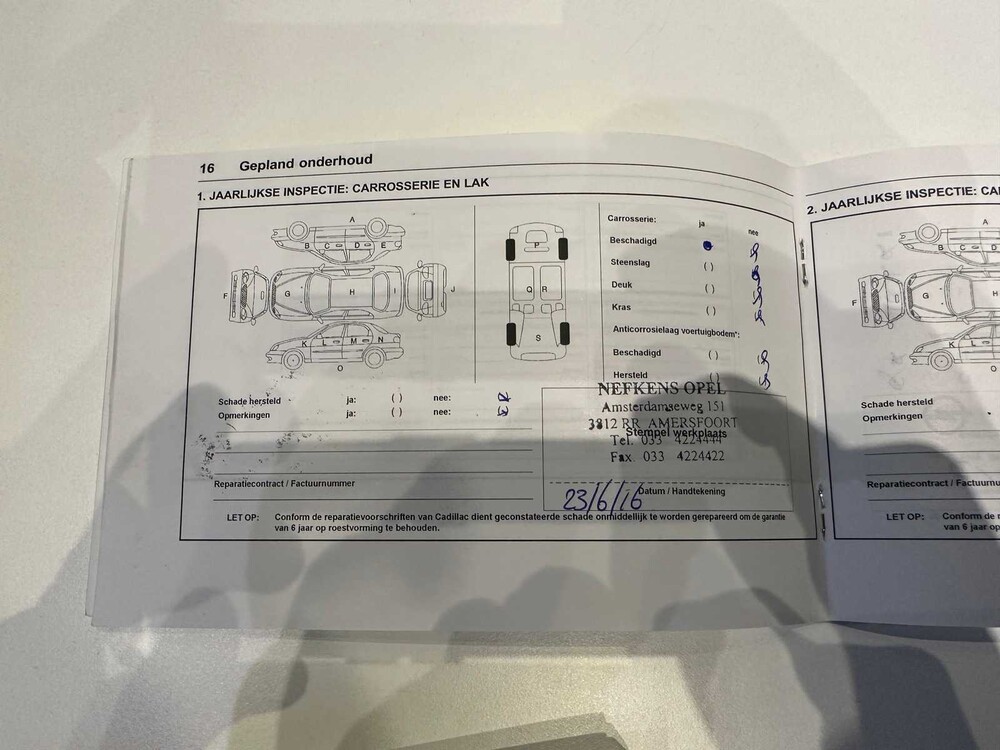 16 Gepland onderhoud
1. JAARLIJKSE INSPECTIE: CARROSSERIE EN LAK
A
B C D E
F G H I J
K L M N
O
P
Q R
S
Carrosserie: ja nee
Beschadigd
Steenslag ( )
Deuk ( )
Kras ( )
Anticorrosielaag voertuigbodem*:
Beschadigd ( )
Hersteld ( )
Schade hersteld ja: ( ) nee:
Opmerkingen ja: ( ) nee:
NEFKENS OPEL
Amsterdamseweg 151
3812 RR AMERSFOORT
Stempel werkplaats
Tel. 033 4224444
Fax. 033 4224422
Reparatiecontract / Factuurnummer
23/6/16 Datum / Handtekening
LET OP: Conform de reparatievoorschriften van Cadillac dient geconstateerde schade onmiddellijk te worden gerepareerd om de garantie
van 6 jaar op roestvorming te behouden.
2. JAARLIJKSE INSPECTIE: CA
A
B C D
F G H
K L
O
Schade hersteld
Opmerkingen
Reparatiecontract / Factuurnu
LET OP: Conform de r
van 6 jaar op